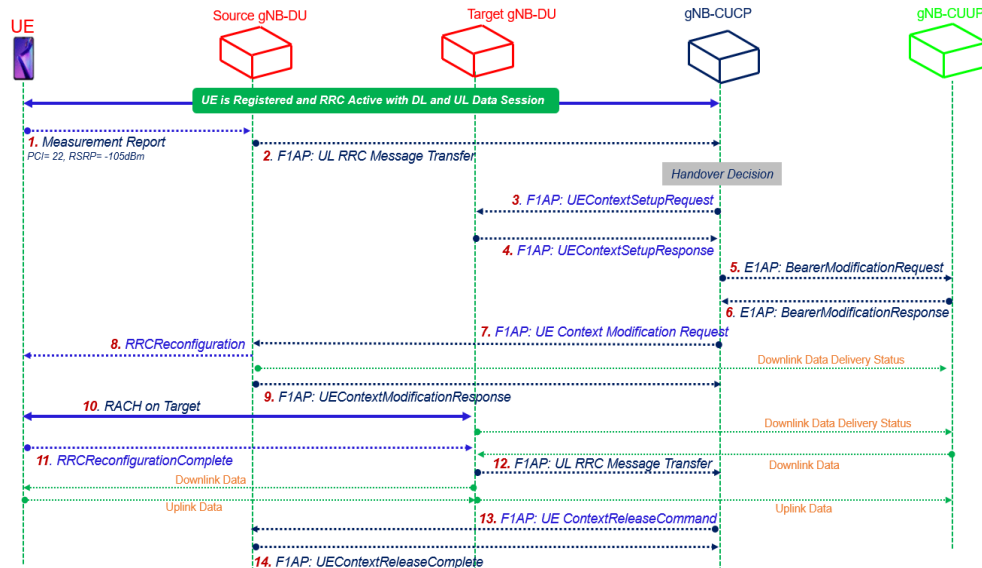 UE
Source gNB-DU
Target gNB-DU
gNB-CUCP
gNB-CUUP
UE is Registered and RRC Active with DL and UL Data Session
1. Measurement Report
PCI= 22, RSRP= -105dBm
2. F1AP: UL RRC Message Transfer
Handover Decision
3. F1AP: UEContextSetupRequest
4. F1AP: UEContextSetupResponse
5. E1AP: BearerModificationRequest
6. E1AP: BearerModificationResponse
7. F1AP: UE Context Modification Request
8. RRCReconfiguration
Downlink Data Delivery Status
9. F1AP: UEContextModificationResponse
10. RACH on Target
Downlink Data Delivery Status
11. RRCReconfigurationComplete
12. F1AP: UL RRC Message Transfer
Downlink Data
Downlink Data
Uplink Data
Uplink Data
13. F1AP: UE ContextReleaseCommand
14. F1AP: UEContextReleaseComplete